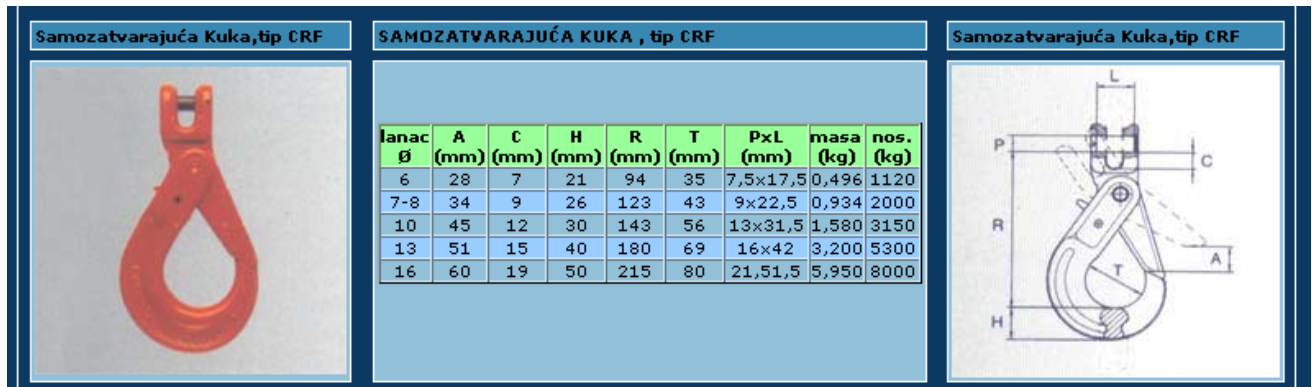 Samozatvarajuća Kuka,tip CRF
SAMOZATVARAJUĆA KUKA , tip CRF
Samozatvarajuća Kuka,tip CRF
lanac Ø A (mm) C (mm) H (mm) R (mm) T (mm) PxL (mm) masa (kg) nos. (kg)
6 28 7 21 94 35 7,5x17,5 0,496 1120
7-8 34 9 26 123 43 9x22,5 0,934 2000
10 45 12 30 143 56 13x31,5 1,580 3150
13 51 15 40 180 69 16x42 3,200 5300
16 60 19 50 215 80 21,51,5 5,950 8000
L
P
C
R
A
T
H